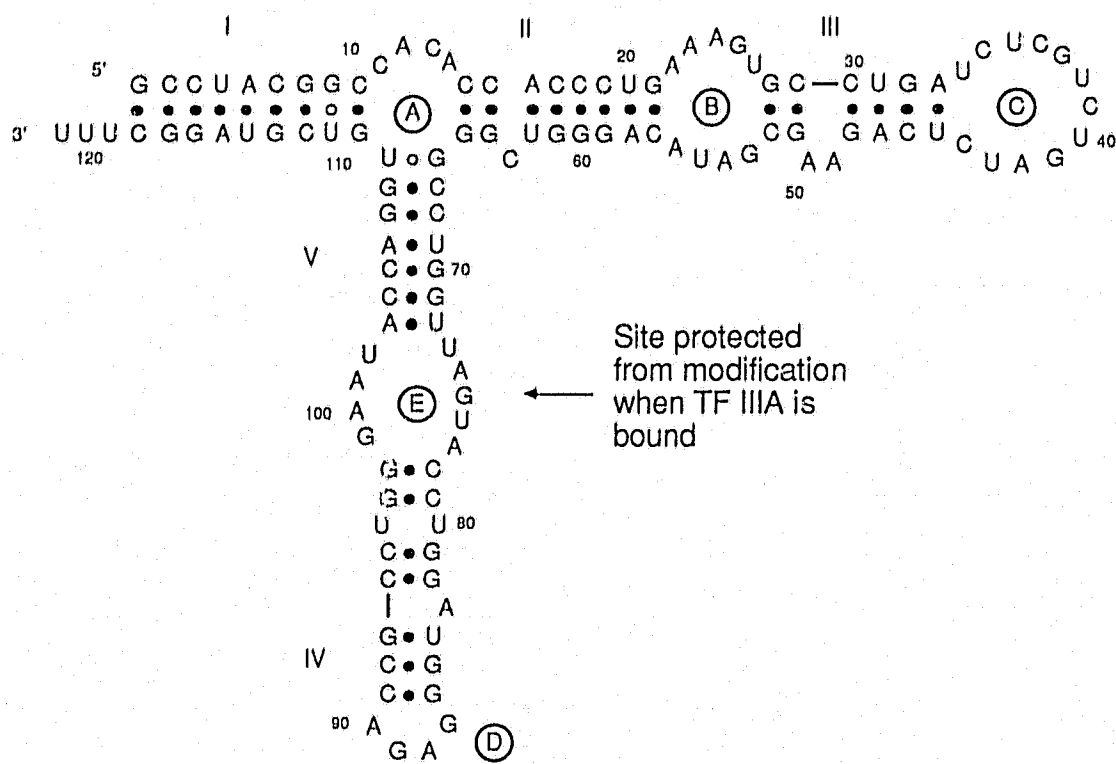 I II III
10 A C A 20 A A A G U 30 U C U C G U
5' G C C U A C G G C C A C C A C C C U G G C — C U G A C
A B C
3' U U U C C G G A U G C U G G G G U G G G A C A C G G A C U C U 40
120 110 U G C 60 A U A G A A C U A G
50
G C
G C
V A U
C G 70
C G
A U
U U
A A
A G
100 A E U
G A
G C
G C
U U 80
C G
C G
A
G U
IV C G
C G
90 A G
G A D
Site protected
from modification
when TF IIIA is
bound